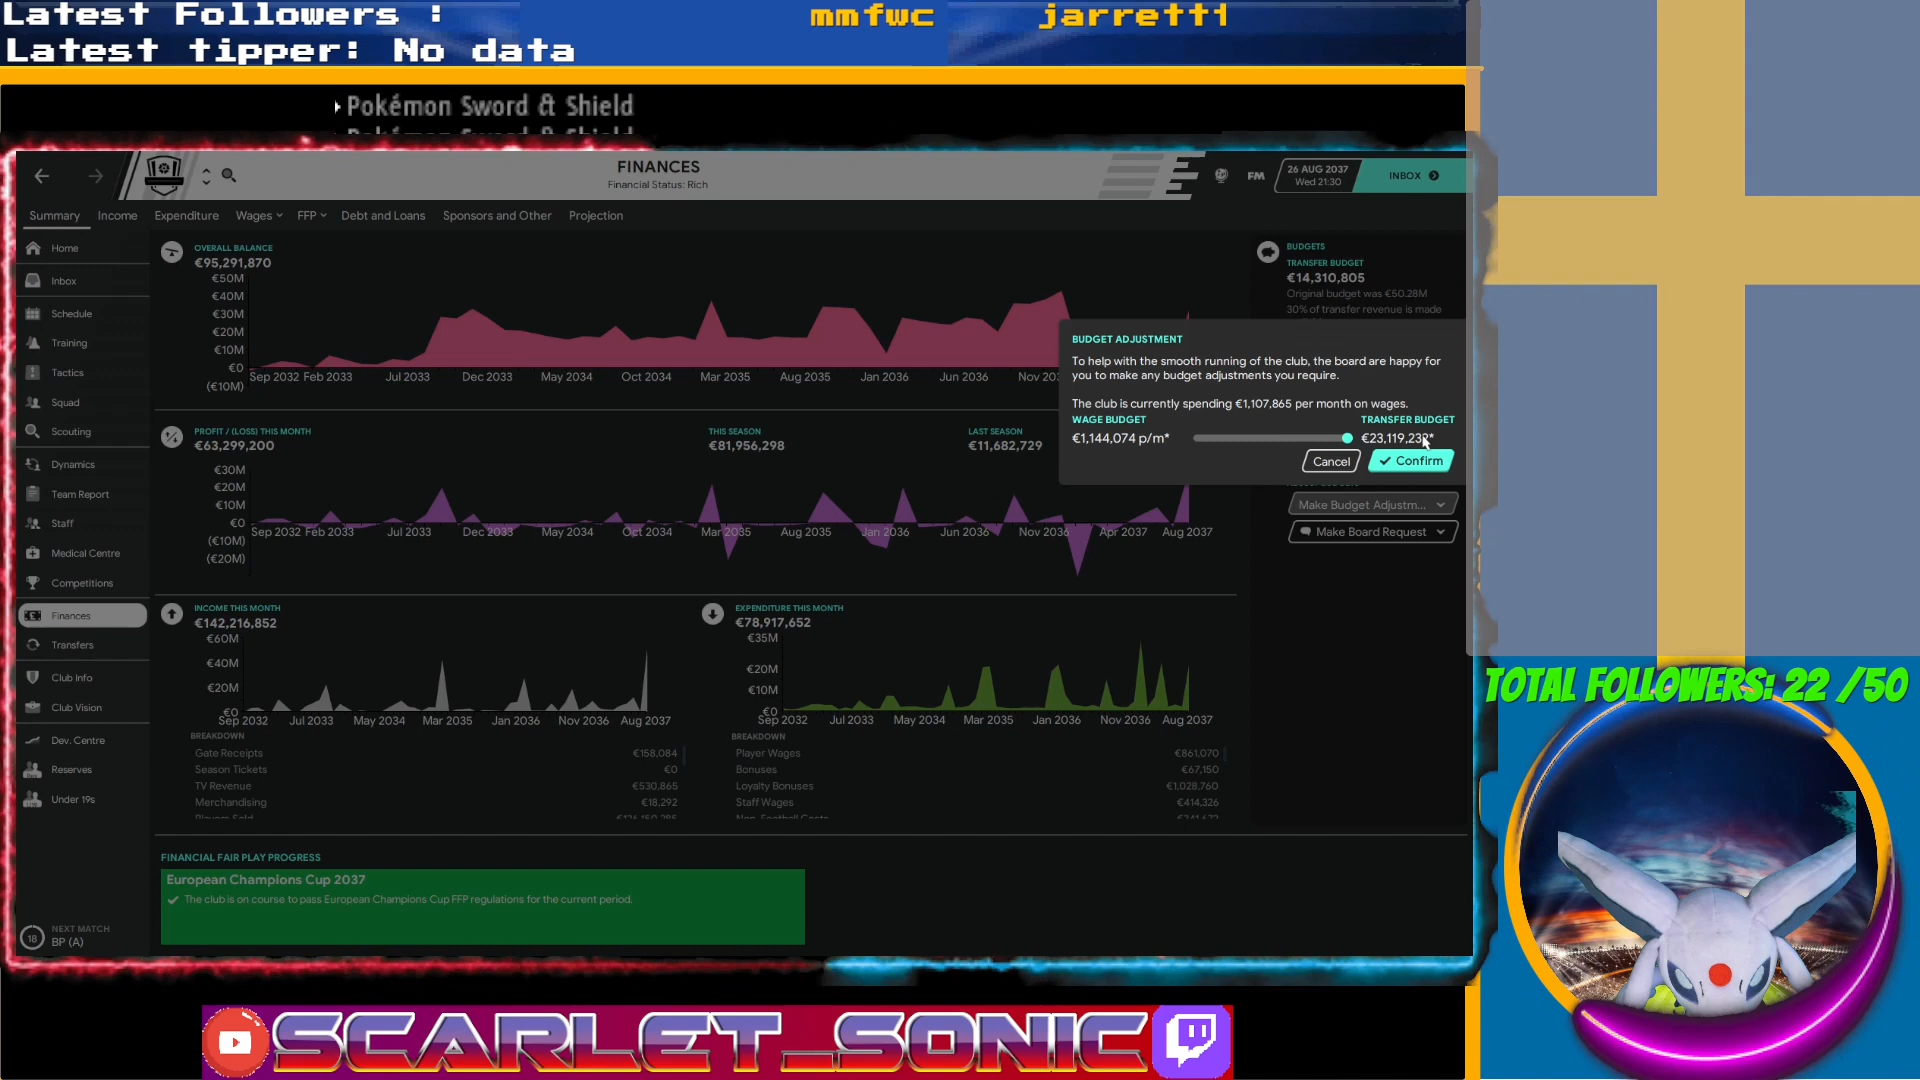 Latest Followers :
mmfwc jarrett1
Latest tipper: No data
Pokémon Sword & Shield
Pokémon Sword & Shield
FINANCES
Financial Status: Rich
FM
26 AUG 2037
Wed 21:30
INBOX
Summary Income Expenditure Wages FFP Debt and Loans Sponsors and Other Projection
Home
Inbox
Schedule
Training
Tactics
Squad
Scouting
Dynamics
Team Report
Staff
Medical Centre
Competitions
Finances
Transfers
Club Info
Club Vision
Dev. Centre
Reserves
Under 19s
18
NEXT MATCH
BP (A)
OVERALL BALANCE
€95,291,870
€50M
€40M
€30M
€20M
€10M
€0
(€10M)
Sep 2032 Feb 2033 Jul 2033 Dec 2033 May 2034 Oct 2034 Mar 2035 Aug 2035 Jan 2036 Jun 2036 Nov 20
BUDGETS
TRANSFER BUDGET
€14,310,805
Original budget was €50.28M
30% of transfer revenue is made
BUDGET ADJUSTMENT
To help with the smooth running of the club, the board are happy for
you to make any budget adjustments you require.
The club is currently spending €1,107,865 per month on wages.
WAGE BUDGET TRANSFER BUDGET
€1,144,074 p/m* €23,119,232*
Cancel Confirm
Make Budget Adjustm...
Make Board Request
PROFIT / (LOSS) THIS MONTH
€63,299,200
THIS SEASON
€81,956,298
LAST SEASON
€11,682,729
€30M
€20M
€10M
€0
(€10M)
(€20M)
Sep 2032 Feb 2033 Jul 2033 Dec 2033 May 2034 Oct 2034 Mar 2035 Aug 2035 Jan 2036 Jun 2036 Nov 2036 Apr 2037 Aug 2037
INCOME THIS MONTH
€142,216,852
€60M
€40M
€20M
€0
Sep 2032 Jul 2033 May 2034 Mar 2035 Jan 2036 Nov 2036 Aug 2037
BREAKDOWN
Gate Receipts €158,084
Season Tickets €0
TV Revenue €530,865
Merchandising €18,292
Players Sold
EXPENDITURE THIS MONTH
€78,917,652
€35M
€20M
€10M
€0
Sep 2032 Jul 2033 May 2034 Mar 2035 Jan 2036 Nov 2036 Aug 2037
BREAKDOWN
Player Wages €861,070
Bonuses €67,150
Loyalty Bonuses €1,028,760
Staff Wages €414,326
Non-Football Costs
FINANCIAL FAIR PLAY PROGRESS
European Champions Cup 2037
The club is on course to pass European Champions Cup FFP regulations for the current period.
TOTAL FOLLOWERS: 22 /50
SCARLET_SONIC